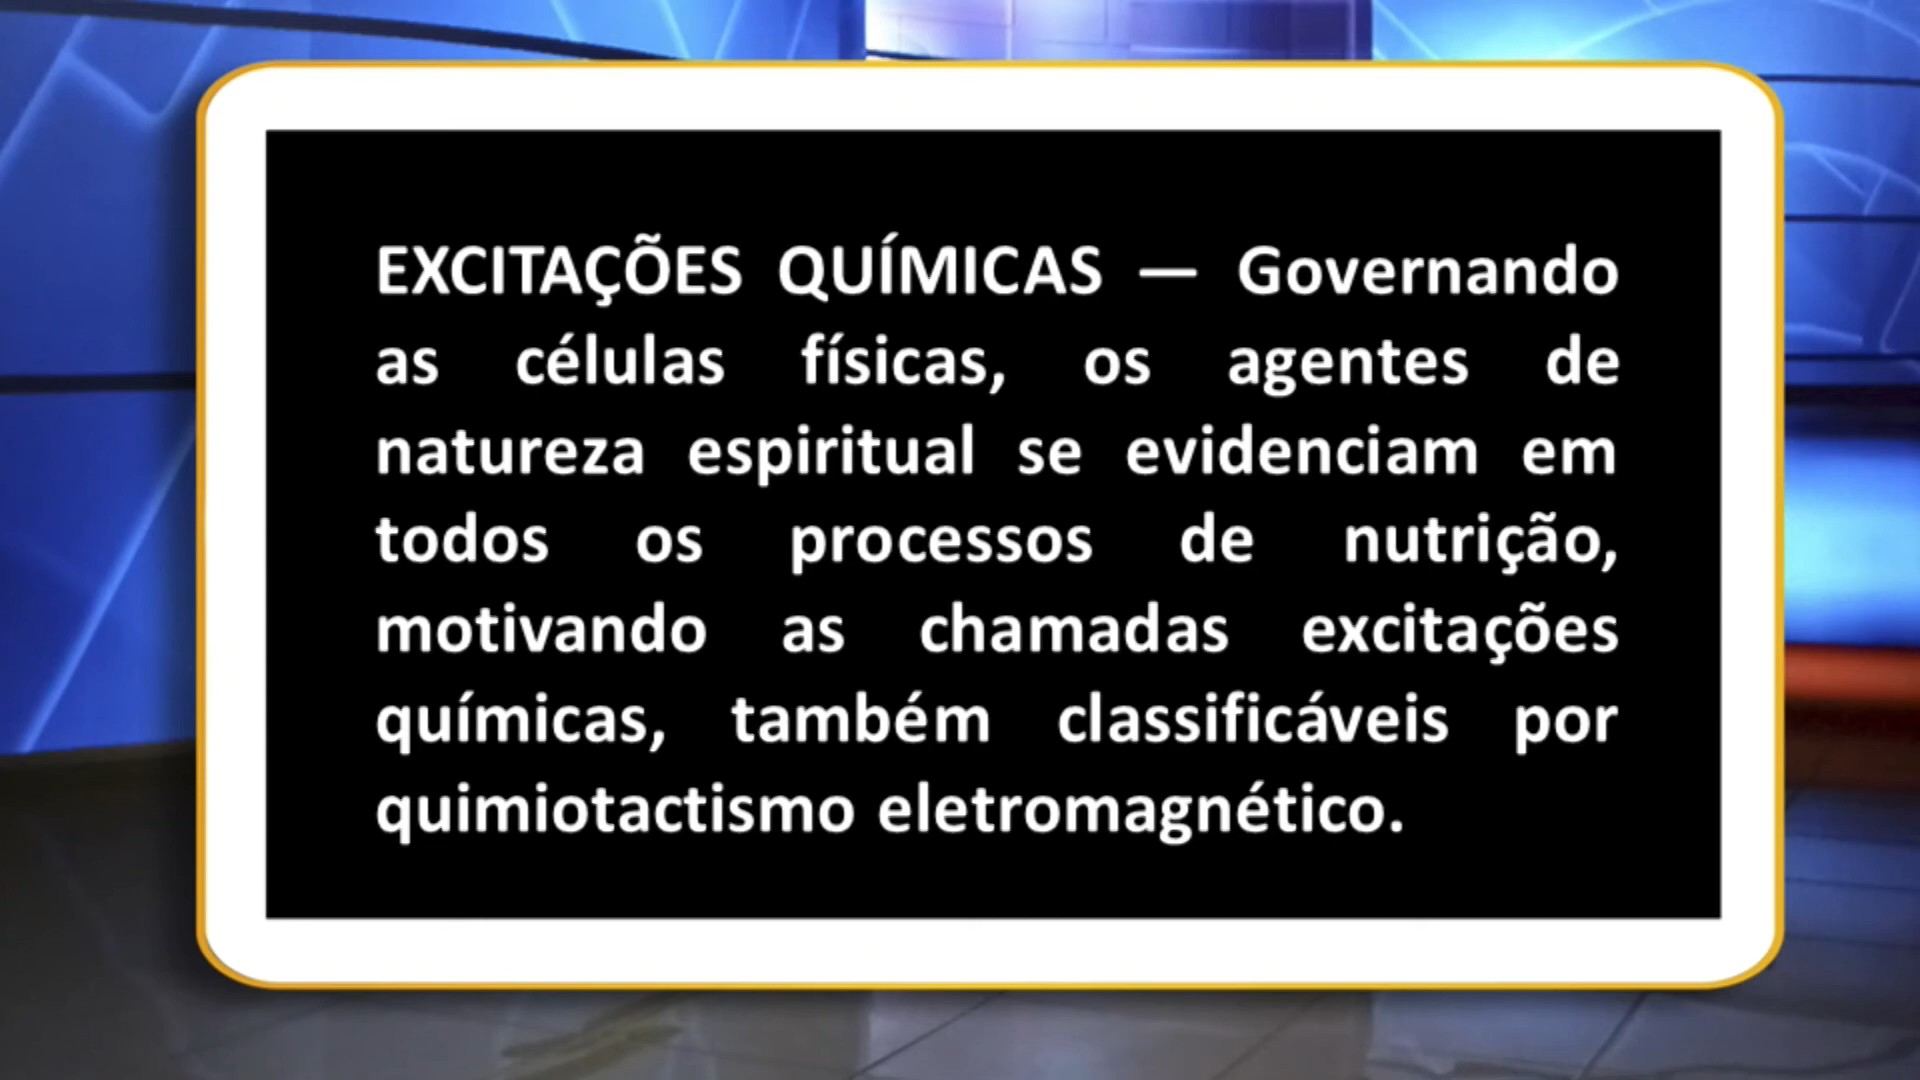 EXCITAÇÕES QUÍMICAS — Governando
as células físicas, os agentes de
natureza espiritual se evidenciam em
todos os processos de nutrição,
motivando as chamadas excitações
químicas, também classificáveis por
quimiotactismo eletromagnético.